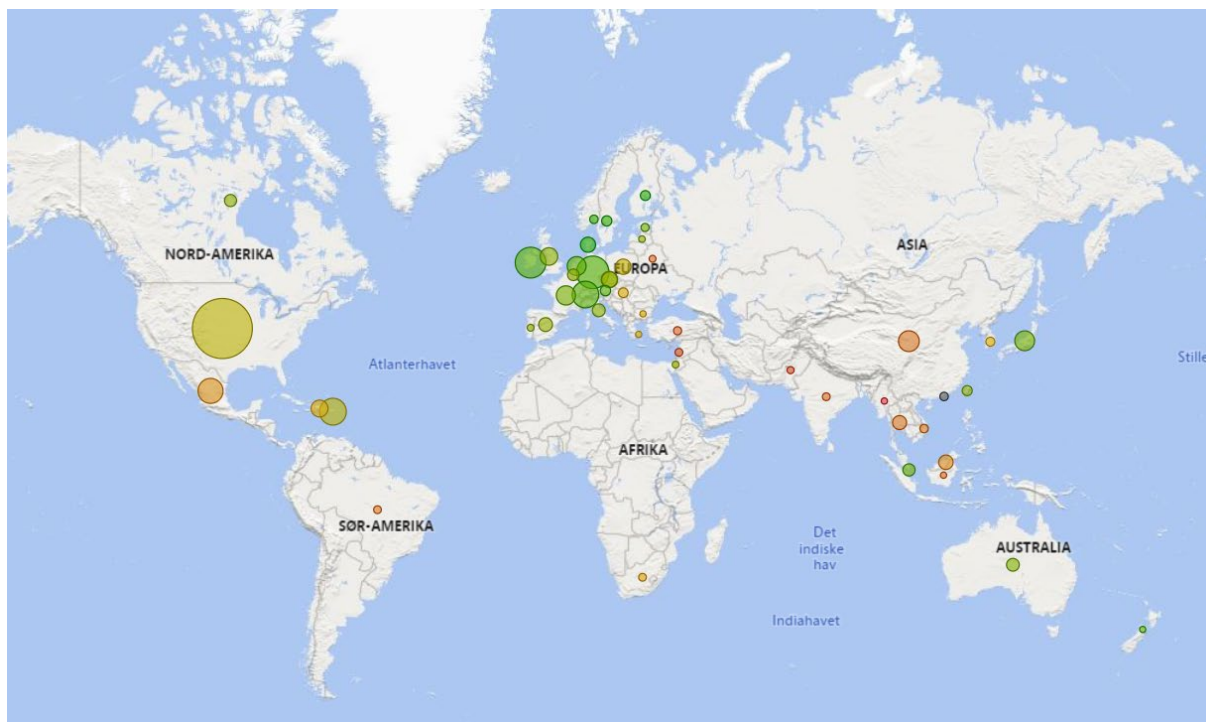 NORD-AMERIKA
ASIA
EUROPA
Atlanterhavet
Stille
AFRIKA
SØR-AMERIKA
Det
indiske
hav
AUSTRALIA
Indiahavet